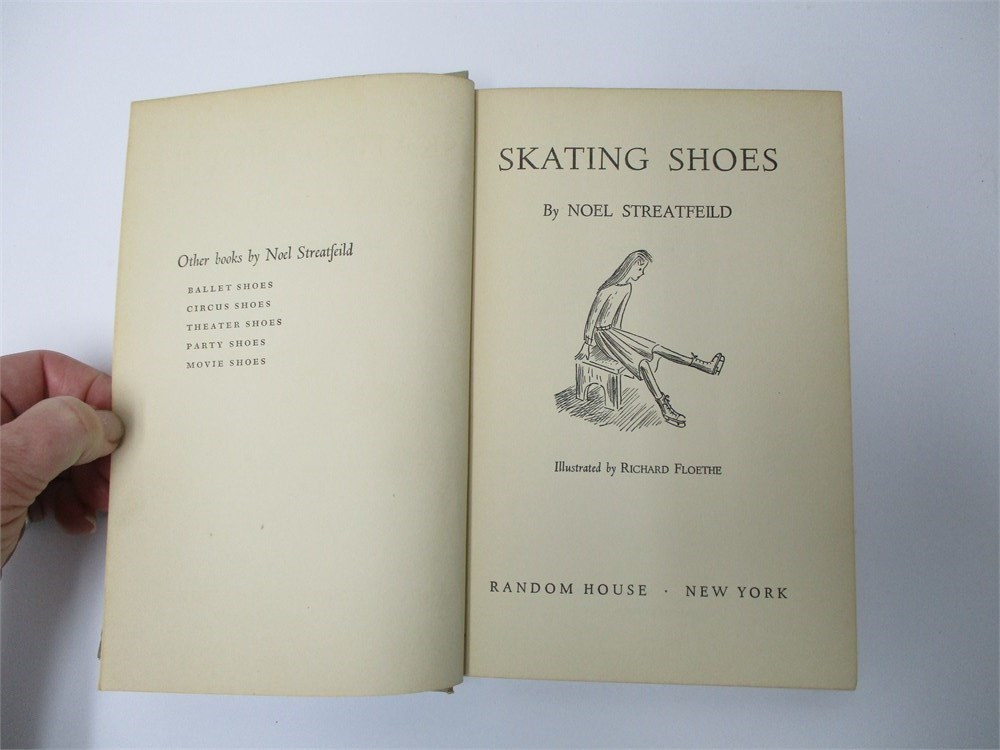 Other books by Noel Streatfeild
BALLET SHOES
CIRCUS SHOES
THEATER SHOES
PARTY SHOES
MOVIE SHOES
SKATING SHOES
By NOEL STREATFEILD
Illustrated by RICHARD FLOETHE
RANDOM HOUSE · NEW YORK